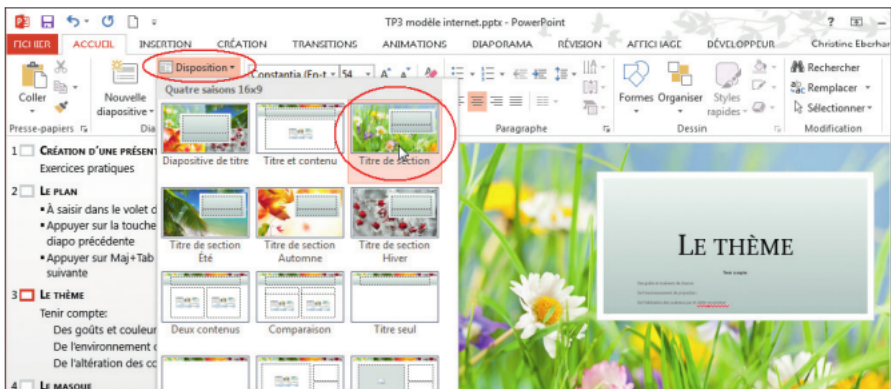 TP3 modèle internet.pptx - PowerPoint
FICHIER ACCUEIL INSERTION CRÉATION TRANSITIONS ANIMATIONS DIAPORAMA RÉVISION AFFICHAGE DÉVELOPPEUR Christine Eberhar
Coller
Nouvelle
diapositive
Disposition
Constantia (En-t 54
Formes Organiser Styles
rapides
Rechercher
Remplacer
Sélectionner
Presse-papiers Dia Paragraphe Dessin Modification
Quatre saisons 16x9
Diapositive de titre Titre et contenu Titre de section
Titre de section
Été
Titre de section
Automne
Titre de section
Hiver
Deux contenus Comparaison Titre seul
1 CRÉATION D'UNE PRÉSENT
Exercices pratiques
2 LE PLAN
▪ À saisir dans le volet d
▪ Appuyer sur la touche
diapo précédente
▪ Appuyer sur Maj+Tab
suivante
3 LE THÈME
Tenir compte:
Des goûts et couleur
De l'environnement d
De l'altération des co
4 LE MASQUE
LE THÈME
Tenir compte